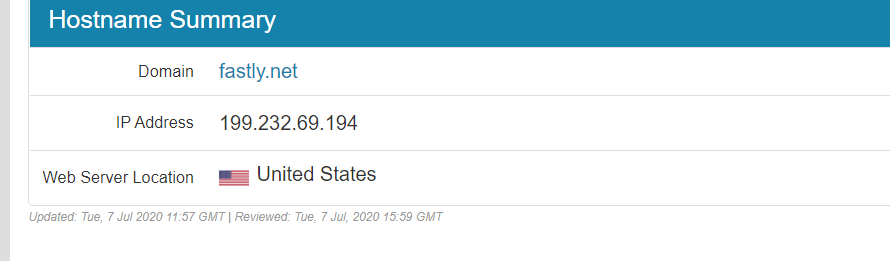 Hostname Summary
Domain fastly.net
IP Address 199.232.69.194
Web Server Location United States
Updated: Tue, 7 Jul 2020 11:57 GMT | Reviewed: Tue, 7 Jul, 2020 15:59 GMT